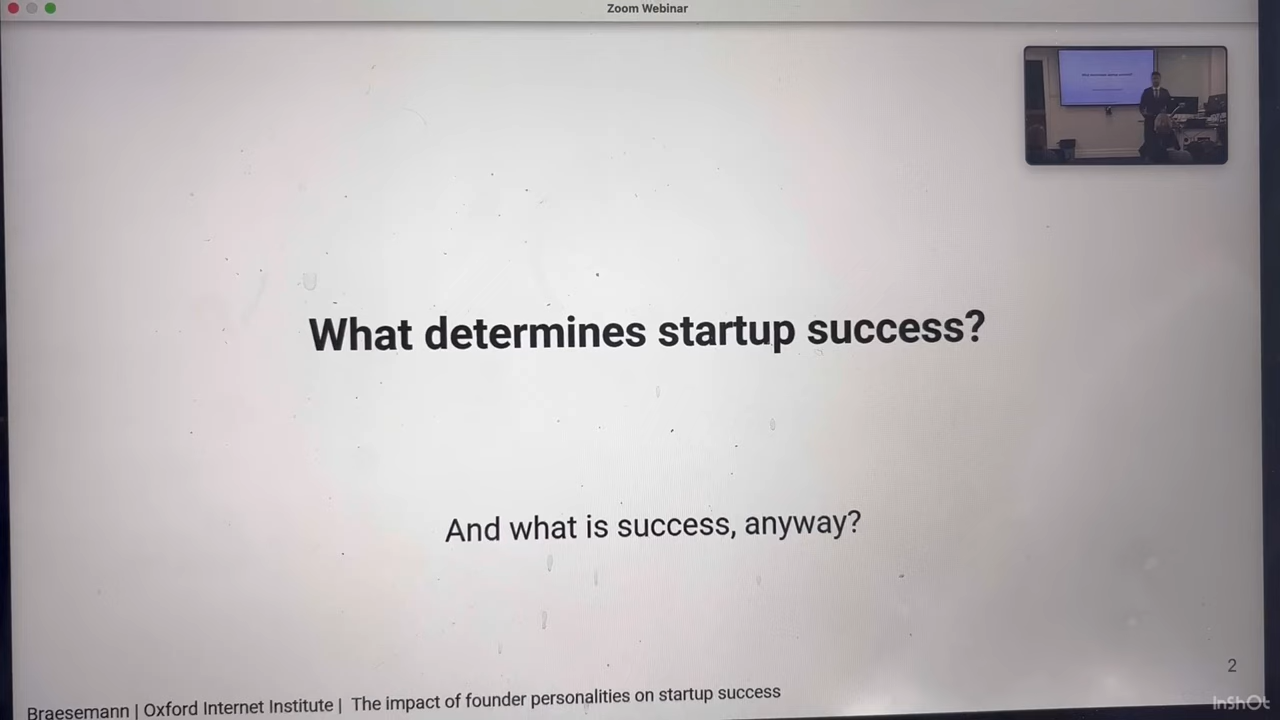 Zoom Webinar
What determines startup success?
And what is success, anyway?
2
Braesemann | Oxford Internet Institute | The impact of founder personalities on startup success
InShOt